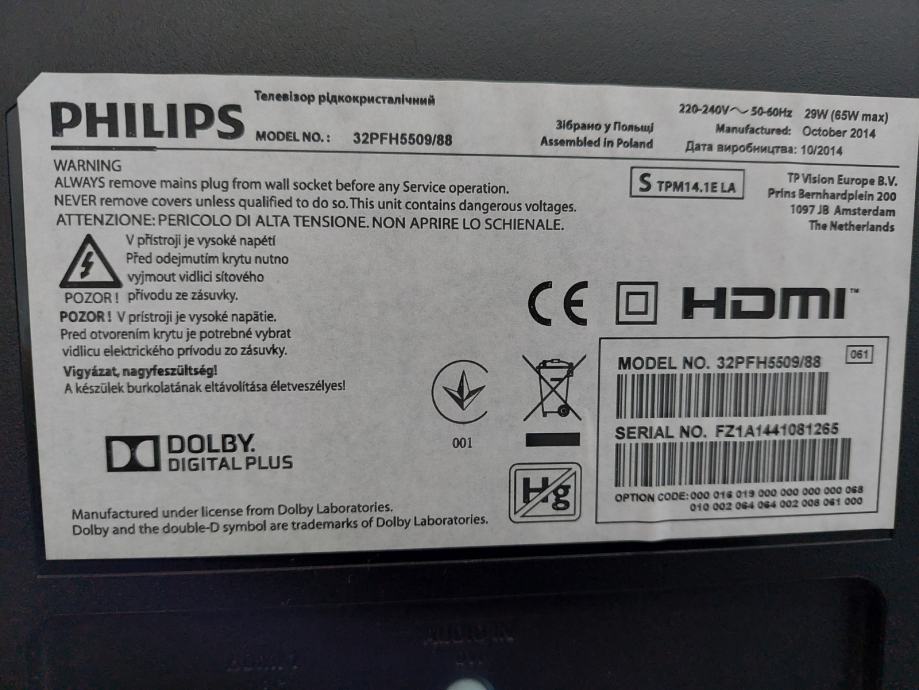 PHILIPS
Телевізор рідкокристалічний
MODEL NO.: 32PFH5509/88
Зібрано у Польщі
Assembled in Poland
220-240V～ 50-60Hz 29W (65W max)
Manufactured: October 2014
Дата виробництва: 10/2014
WARNING
ALWAYS remove mains plug from wall socket before any Service operation.
NEVER remove covers unless qualified to do so. This unit contains dangerous voltages.
ATTENZIONE: PERICOLO DI ALTA TENSIONE. NON APRIRE LO SCHIENALE.
S TPM14.1E LA
TP Vision Europe B.V.
Prins Bernhardplein 200
1097 JB Amsterdam
The Netherlands
V přístroji je vysoké napětí
Před odejmutím krytu nutno
vyjmout vidlici síťového
POZOR! přívodu ze zásuvky.
POZOR! V prístroji je vysoké napätie.
Pred otvorením krytu je potrebné vybrat
vidlicu elektrického prívodu zo zásuvky.
Vigyázat, nagyfeszültség!
A készülek burkolatának eltávolítása életveszélyes!
CE
HDMI™
001
Hg
DOLBY.
DIGITAL PLUS
Manufactured under license from Dolby Laboratories.
Dolby and the double-D symbol are trademarks of Dolby Laboratories.
MODEL NO. 32PFH5509/88
061
SERIAL NO. FZ1A1441081265
OPTION CODE: 000 016 019 000 000 000 000 068
010 002 064 064 002 008 061 000